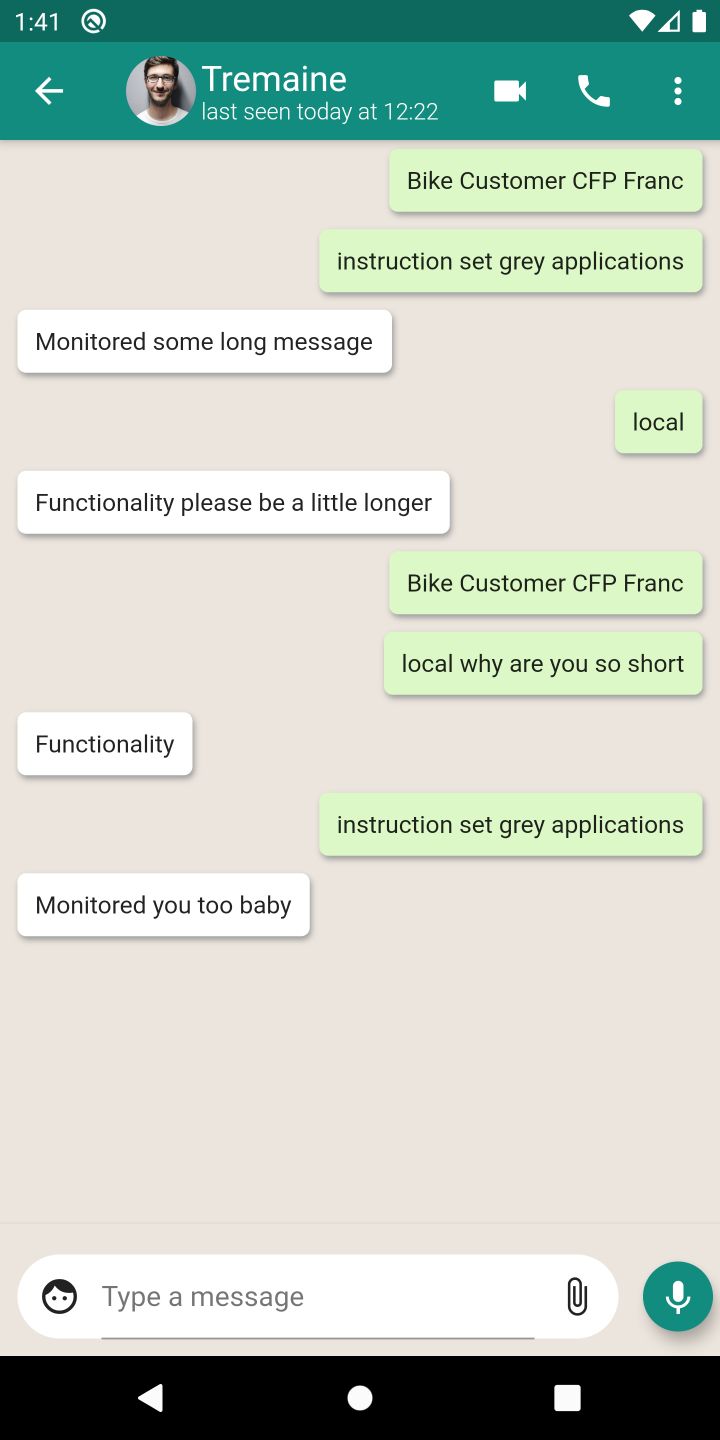 1:41
Tremaine
last seen today at 12:22
Bike Customer CFP Franc
instruction set grey applications
Monitored some long message
local
Functionality please be a little longer
Bike Customer CFP Franc
local why are you so short
Functionality
instruction set grey applications
Monitored you too baby
Type a message